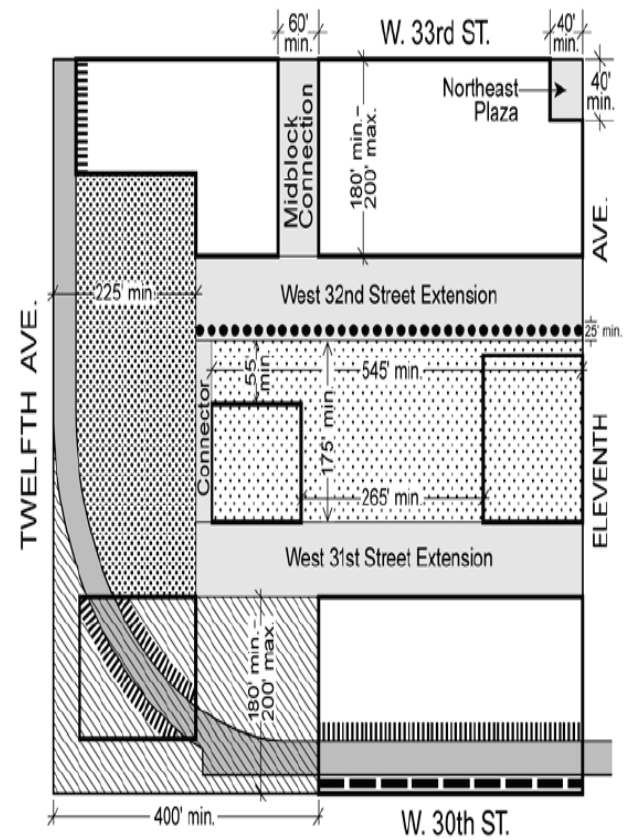 60'
min.
W. 33rd ST.
40'
min.
Northeast
Plaza
40'
min.
Midblock
Connection
180' min.–
200' max.
AVE.
225' min.
West 32nd Street Extension
25' min.
TWELFTH AVE.
55'
min.
545' min.
Connector
175' min.
265' min.
ELEVENTH
West 31st Street Extension
180' min.–
200' max.
400' min.
W. 30th ST.